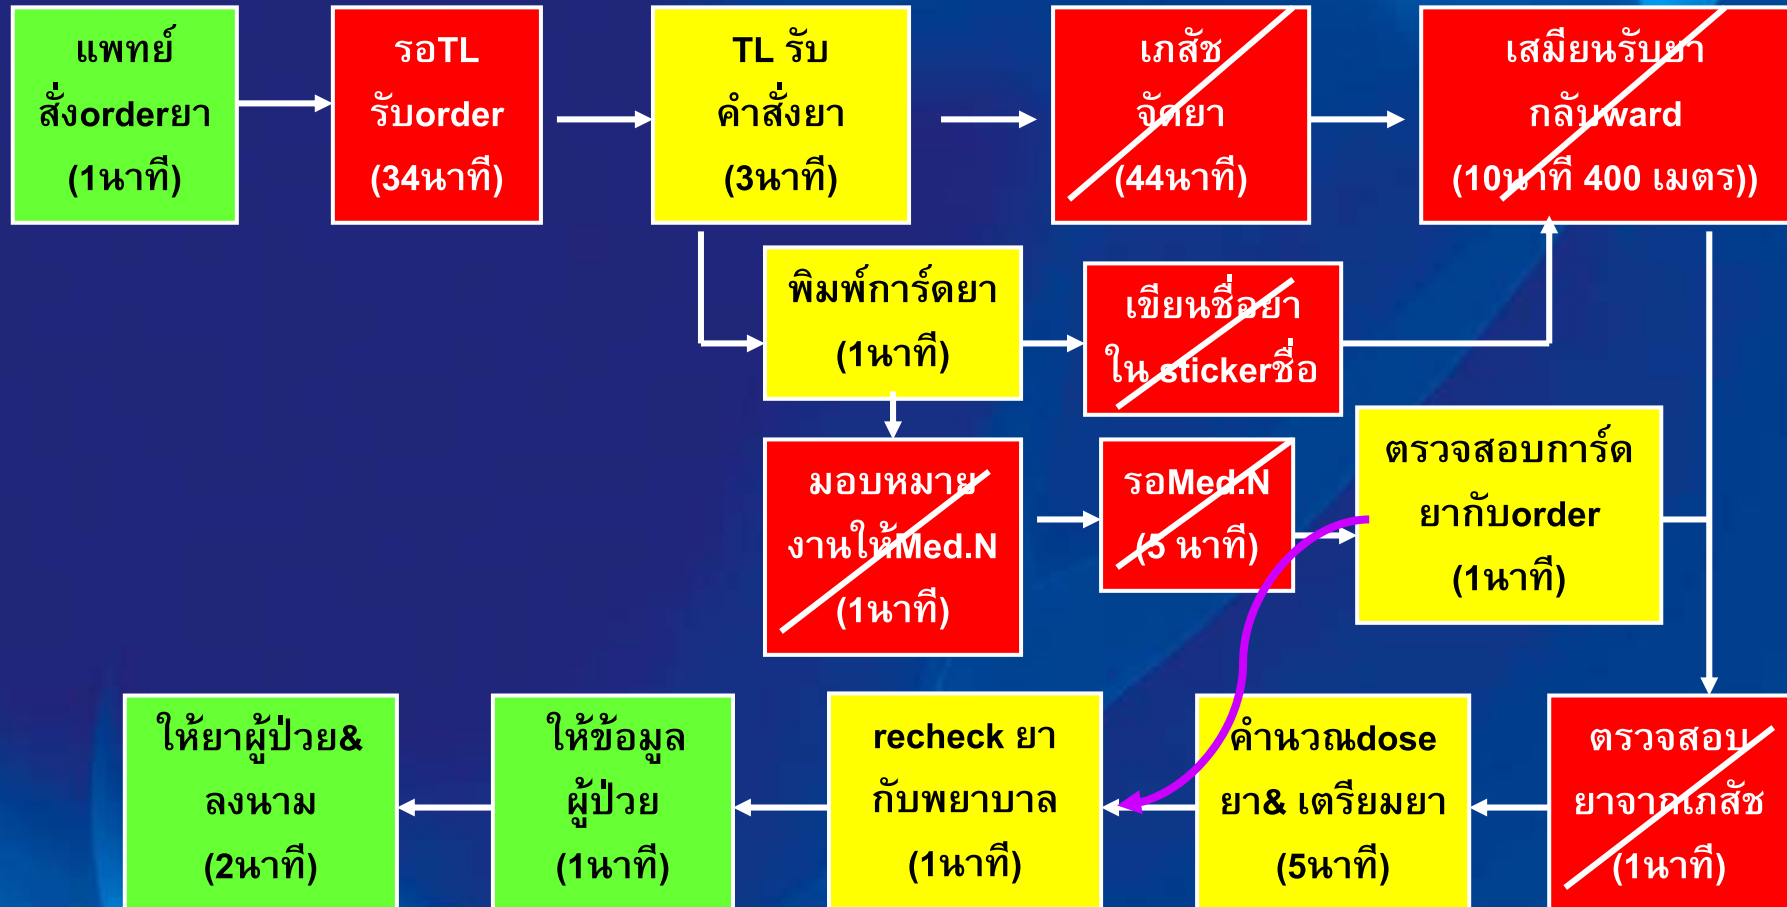 แพทย์
สั่งorderยา
(1นาที)
รอTL
รับorder
(34นาที)
TL รับ
คำสั่งยา
(3นาที)
เภสัช
จัดยา
(44นาที)
เสมียนรับยา
กลับward
(10นาที 400 เมตร))
พิมพ์การ์ดยา
(1นาที)
เขียนชื่อยา
ใน stickerชื่อ
มอบหมาย
งานให้Med.N
(1นาที)
รอMed.N
(5 นาที)
ตรวจสอบการ์ด
ยากับorder
(1นาที)
ให้ยาผู้ป่วย&
ลงนาม
(2นาที)
ให้ข้อมูล
ผู้ป่วย
(1นาที)
recheck ยา
กับพยาบาล
(1นาที)
คำนวณdose
ยา& เตรียมยา
(5นาที)
ตรวจสอบ
ยาจากเภสัช
(1นาที)